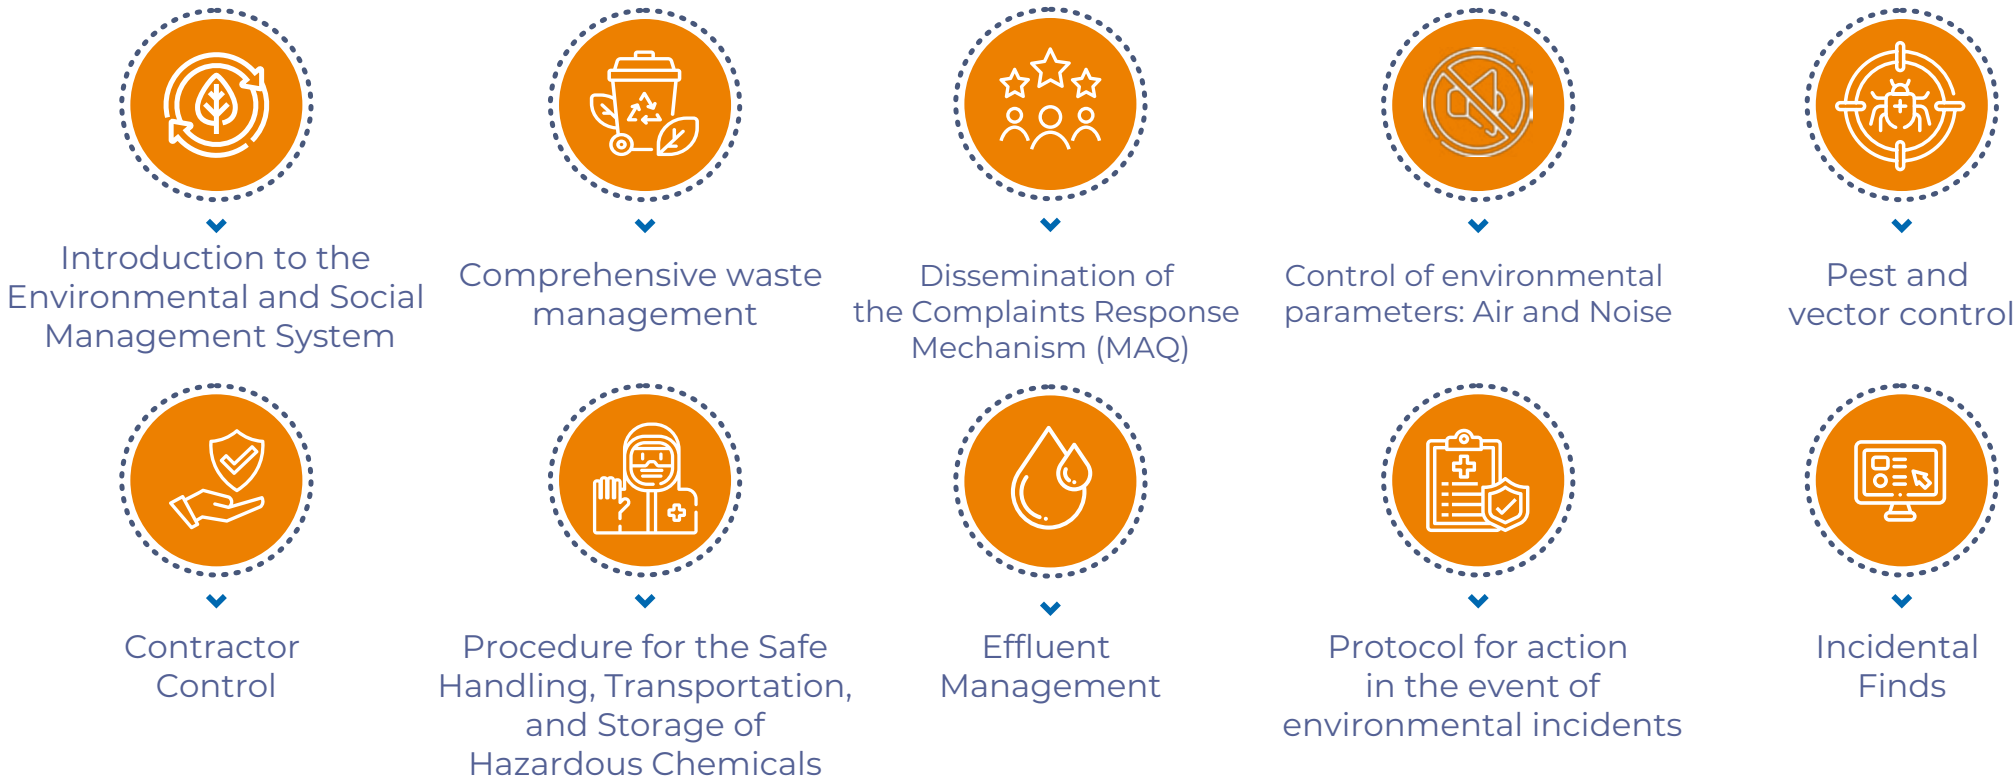 Introduction to the
Environmental and Social
Management System
Comprehensive waste
management
Dissemination of
the Complaints Response
Mechanism (MAQ)
Control of environmental
parameters: Air and Noise
Pest and
vector control
Contractor
Control
Procedure for the Safe
Handling, Transportation,
and Storage of
Hazardous Chemicals
Effluent
Management
Protocol for action
in the event of
environmental incidents
Incidental
Finds